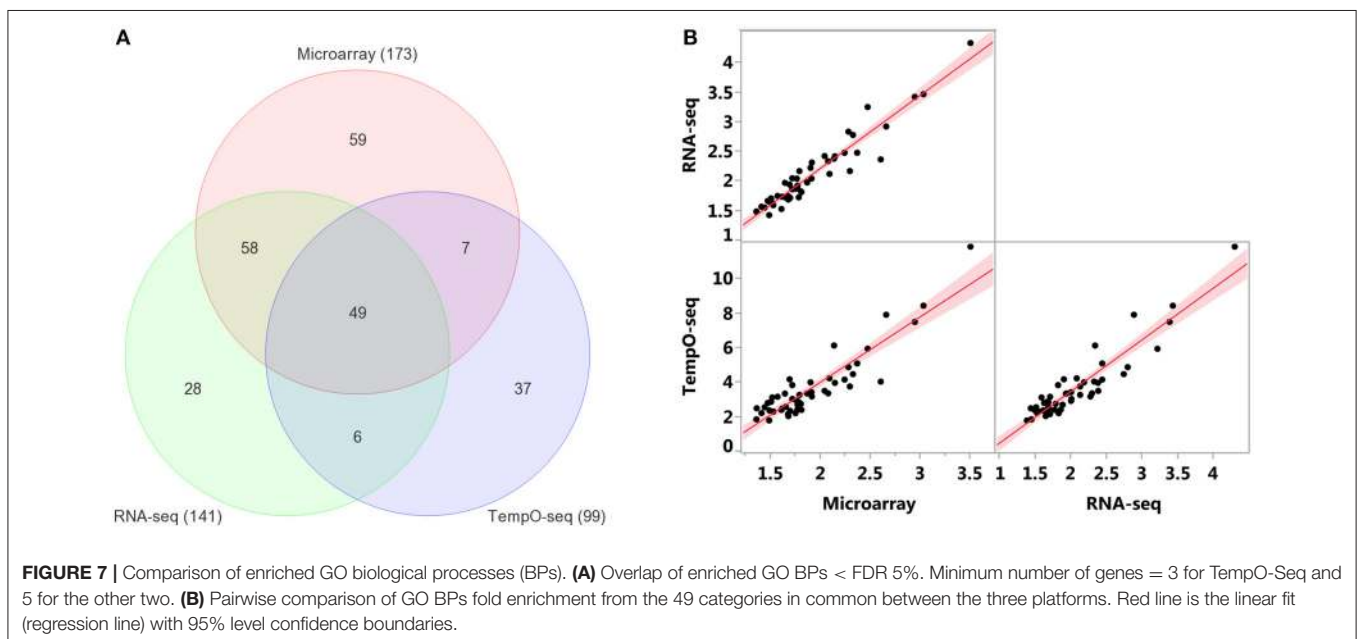 A
Microarray (173)
59
58
7
49
28
37
6
RNA-seq (141)
TempO-seq (99)
B
RNA-seq
4
3.5
3
2.5
2
1.5
1
TempO-seq
10
8
6
4
2
0
1.5 2 2.5 3 3.5
Microarray
1 1.5 2 2.5 3 3.5 4
RNA-seq
FIGURE 7 | Comparison of enriched GO biological processes (BPs). (A) Overlap of enriched GO BPs < FDR 5%. Minimum number of genes = 3 for TempO-Seq and
5 for the other two. (B) Pairwise comparison of GO BPs fold enrichment from the 49 categories in common between the three platforms. Red line is the linear fit
(regression line) with 95% level confidence boundaries.